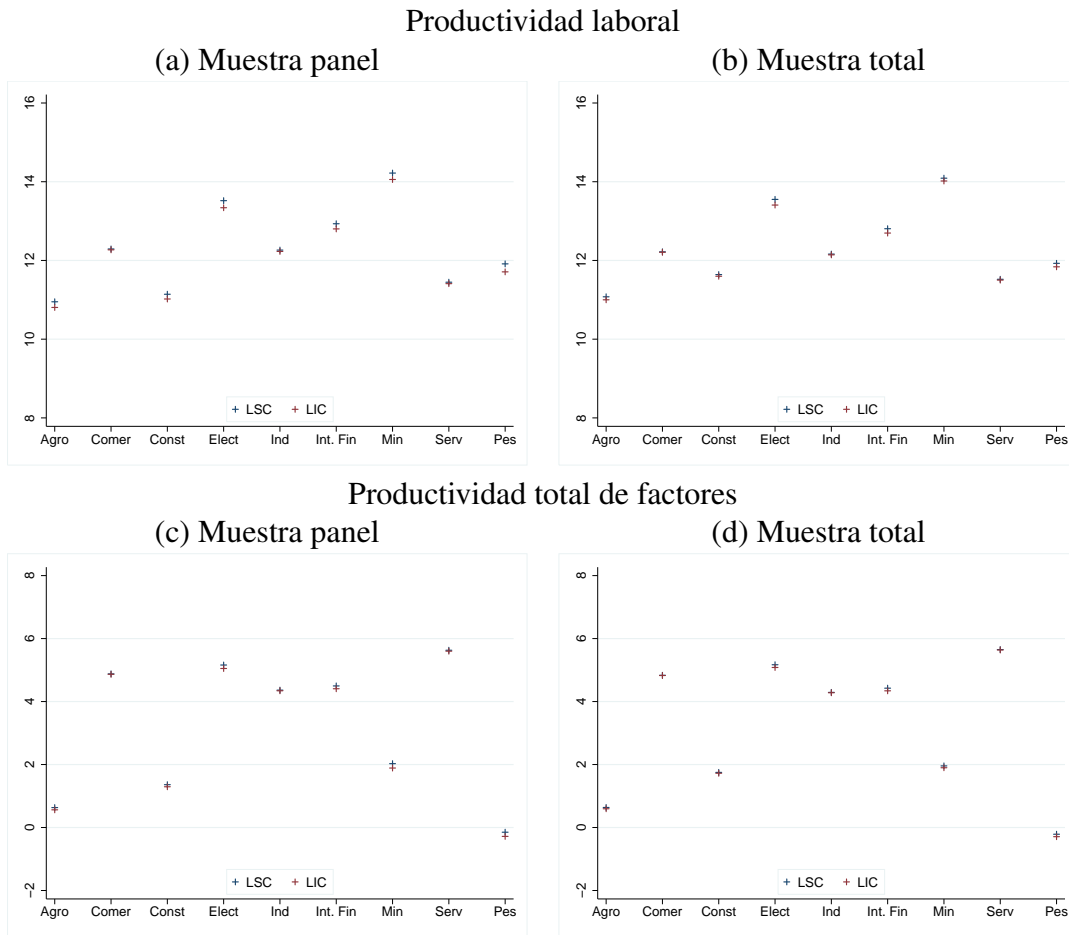 Productividad laboral
(a) Muestra panel
16
14
12
10
8
Agro Comer Const Elect Ind Int. Fin Min Serv Pes
+ LSC + LIC
(b) Muestra total
16
14
12
10
8
Agro Comer Const Elect Ind Int. Fin Min Serv Pes
+ LSC + LIC
Productividad total de factores
(c) Muestra panel
8
6
4
2
0
−2
Agro Comer Const Elect Ind Int. Fin Min Serv Pes
+ LSC + LIC
(d) Muestra total
8
6
4
2
0
−2
Agro Comer Const Elect Ind Int. Fin Min Serv Pes
+ LSC + LIC